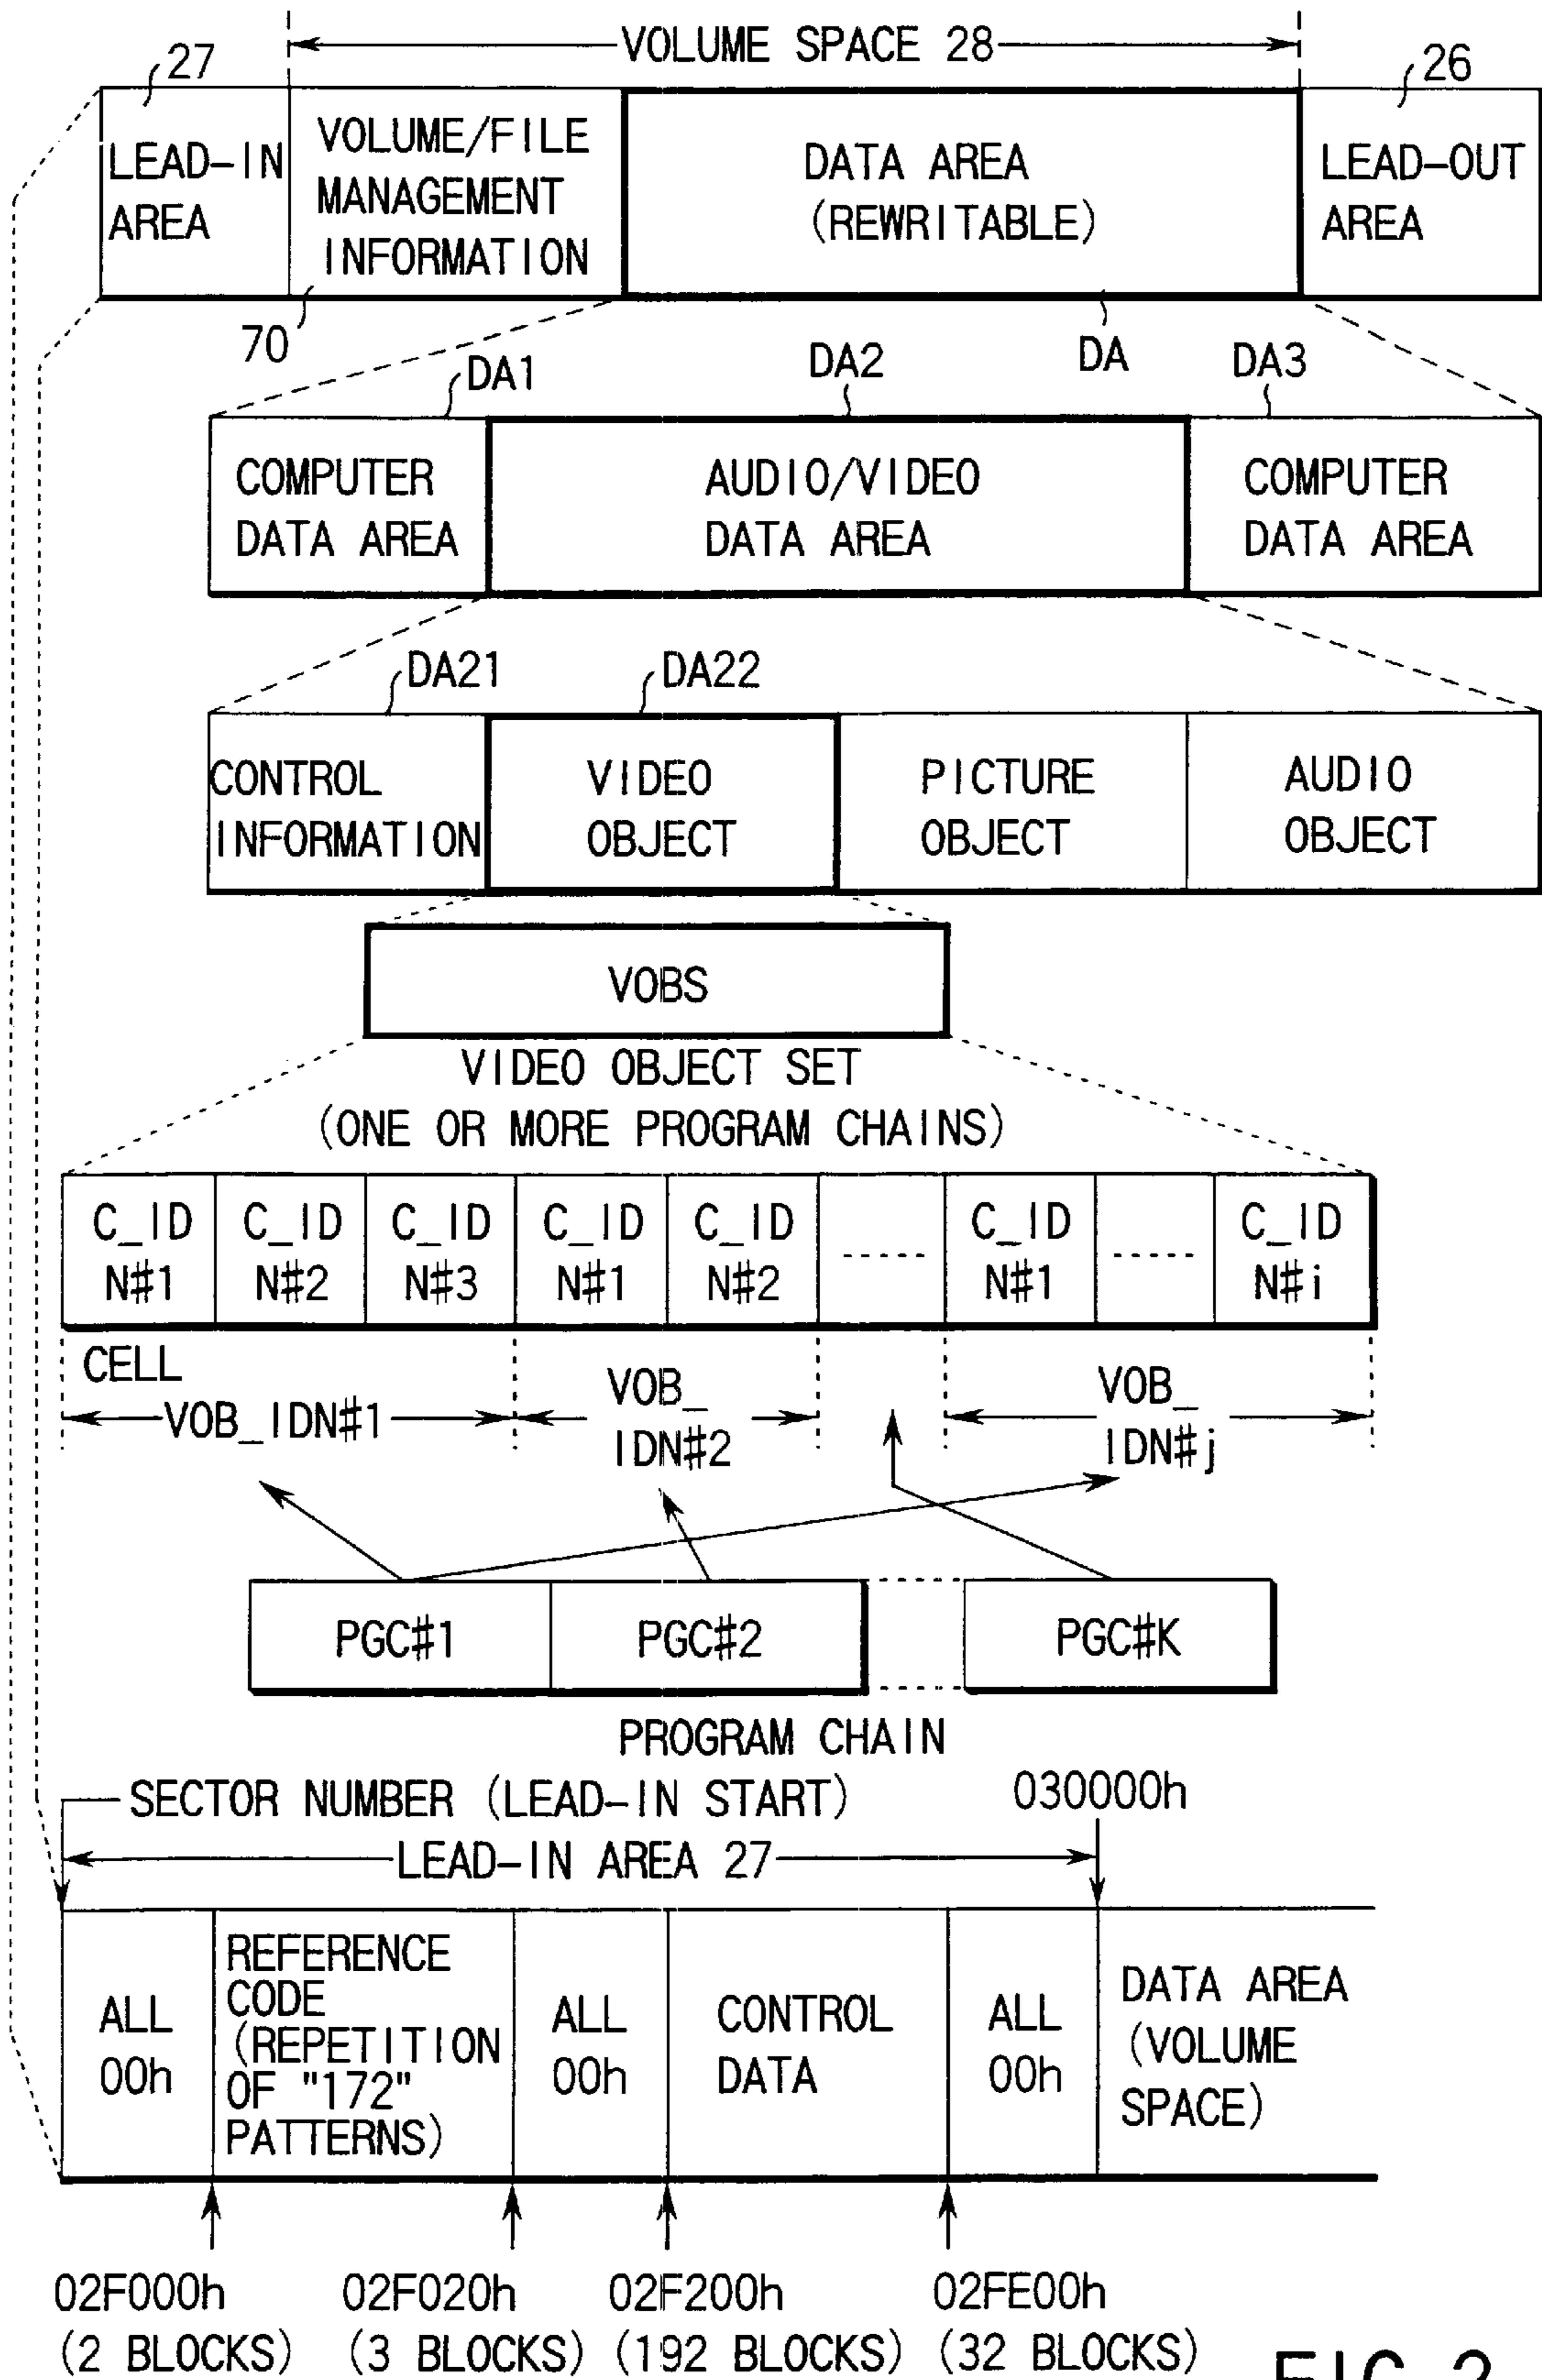 VOLUME SPACE 28
27
26
LEAD-IN
AREA
VOLUME/FILE
MANAGEMENT
INFORMATION
DATA AREA
(REWRITABLE)
LEAD-OUT
AREA
70
DA
DA1
DA2
DA3
COMPUTER
DATA AREA
AUDIO/VIDEO
DATA AREA
COMPUTER
DATA AREA
DA21
DA22
CONTROL
INFORMATION
VIDEO
OBJECT
PICTURE
OBJECT
AUDIO
OBJECT
VOBS
VIDEO OBJECT SET
(ONE OR MORE PROGRAM CHAINS)
C_ID
N#1
C_ID
N#2
C_ID
N#3
C_ID
N#1
C_ID
N#2
C_ID
N#1
C_ID
N#i
CELL
VOB_IDN#1
VOB_
IDN#2
VOB_
IDN#j
PGC#1
PGC#2
PGC#K
PROGRAM CHAIN
SECTOR NUMBER (LEAD-IN START)
030000h
LEAD-IN AREA 27
ALL
00h
REFERENCE
CODE
(REPETITION
OF "172"
PATTERNS)
ALL
00h
CONTROL
DATA
ALL
00h
DATA AREA
(VOLUME
SPACE)
02F000h
(2 BLOCKS)
02F020h
(3 BLOCKS)
02F200h
(192 BLOCKS)
02FE00h
(32 BLOCKS)
FIG. 2